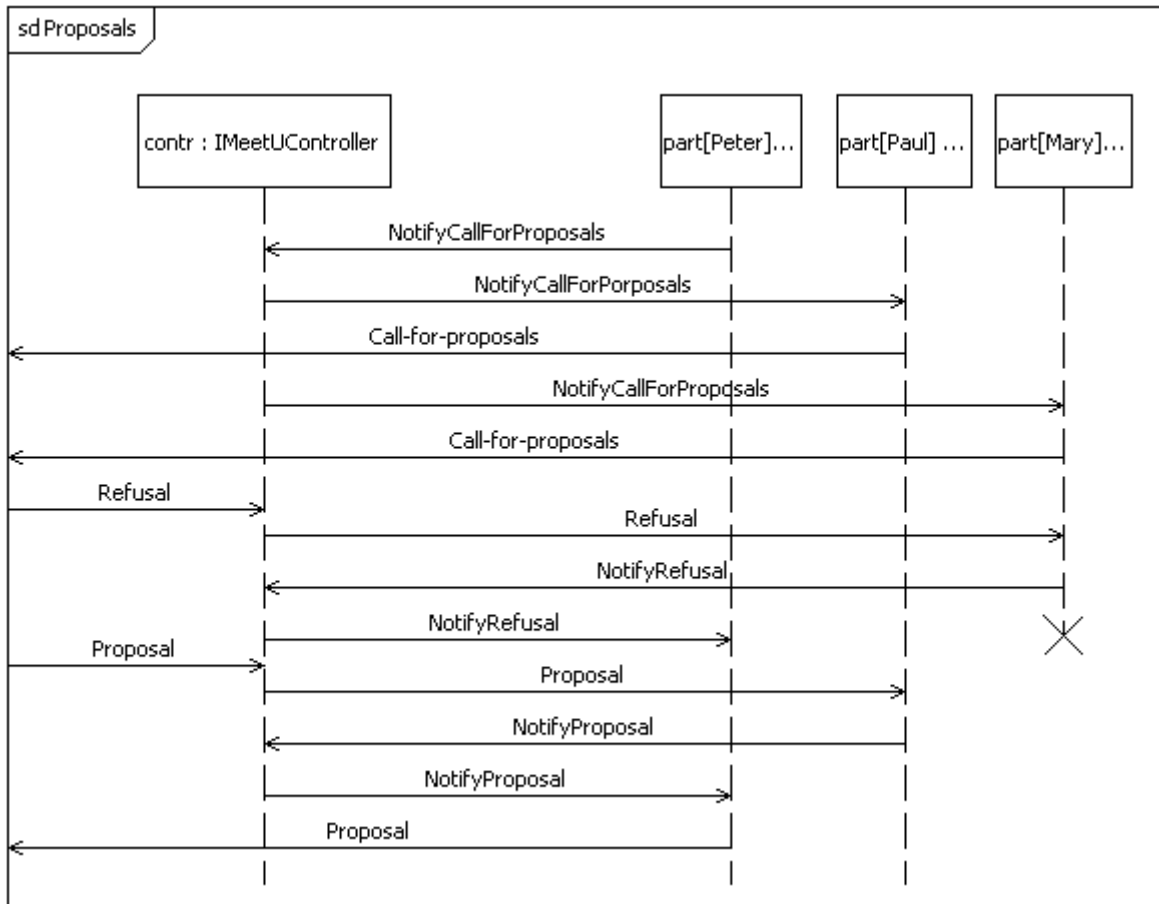 sd Proposals
contr : IMeetUController
part[Peter]...
part[Paul] ...
part[Mary]...
NotifyCallForProposals
NotifyCallForPorposals
Call-for-proposals
NotifyCallForProposals
Call-for-proposals
Refusal
Refusal
NotifyRefusal
NotifyRefusal
Proposal
Proposal
NotifyProposal
NotifyProposal
Proposal